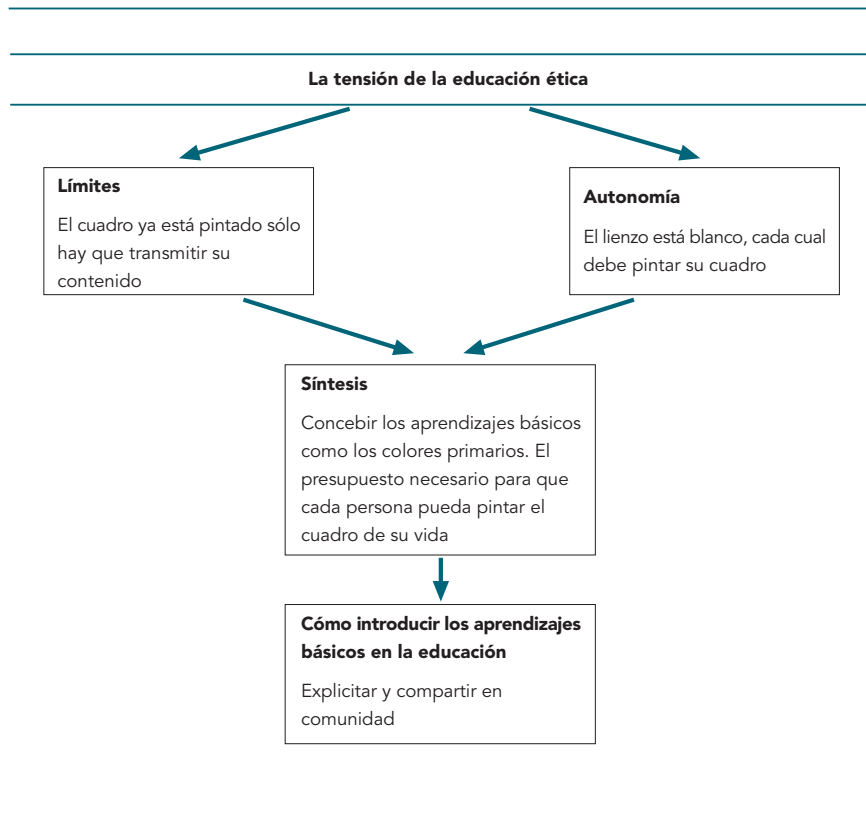 La tensión de la educación ética
Límites
El cuadro ya está pintado sólo
hay que transmitir su
contenido
Autonomía
El lienzo está blanco, cada cual
debe pintar su cuadro
Síntesis
Concebir los aprendizajes básicos
como los colores primarios. El
presupuesto necesario para que
cada persona pueda pintar el
cuadro de su vida
Cómo introducir los aprendizajes
básicos en la educación
Explicitar y compartir en
comunidad